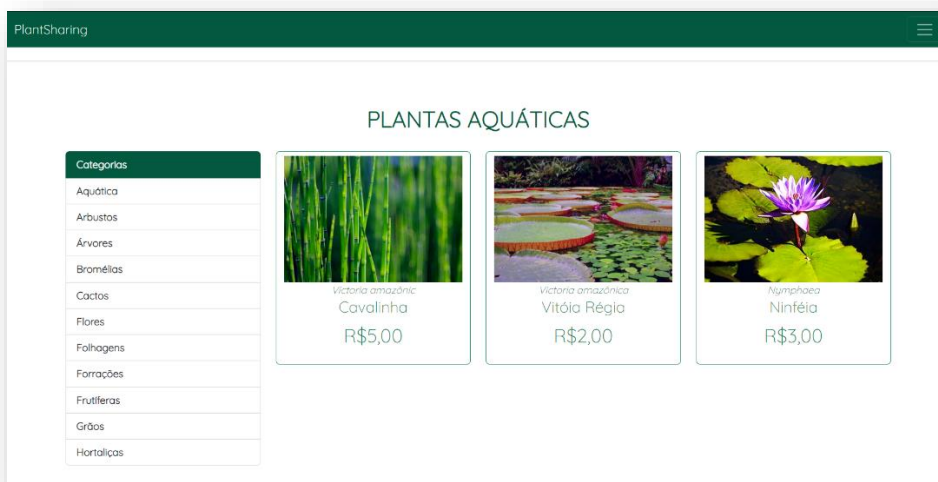 PlantSharing
PLANTAS AQUÁTICAS
Categorias
Aquática
Arbustos
Árvores
Bromélias
Cactos
Flores
Folhagens
Forrações
Frutíferas
Grãos
Hortaliças
Victoria amazônic
Cavalinha
R$5,00
Victoria amazônica
Vitóia Régia
R$2,00
Nymphaea
Ninféia
R$3,00